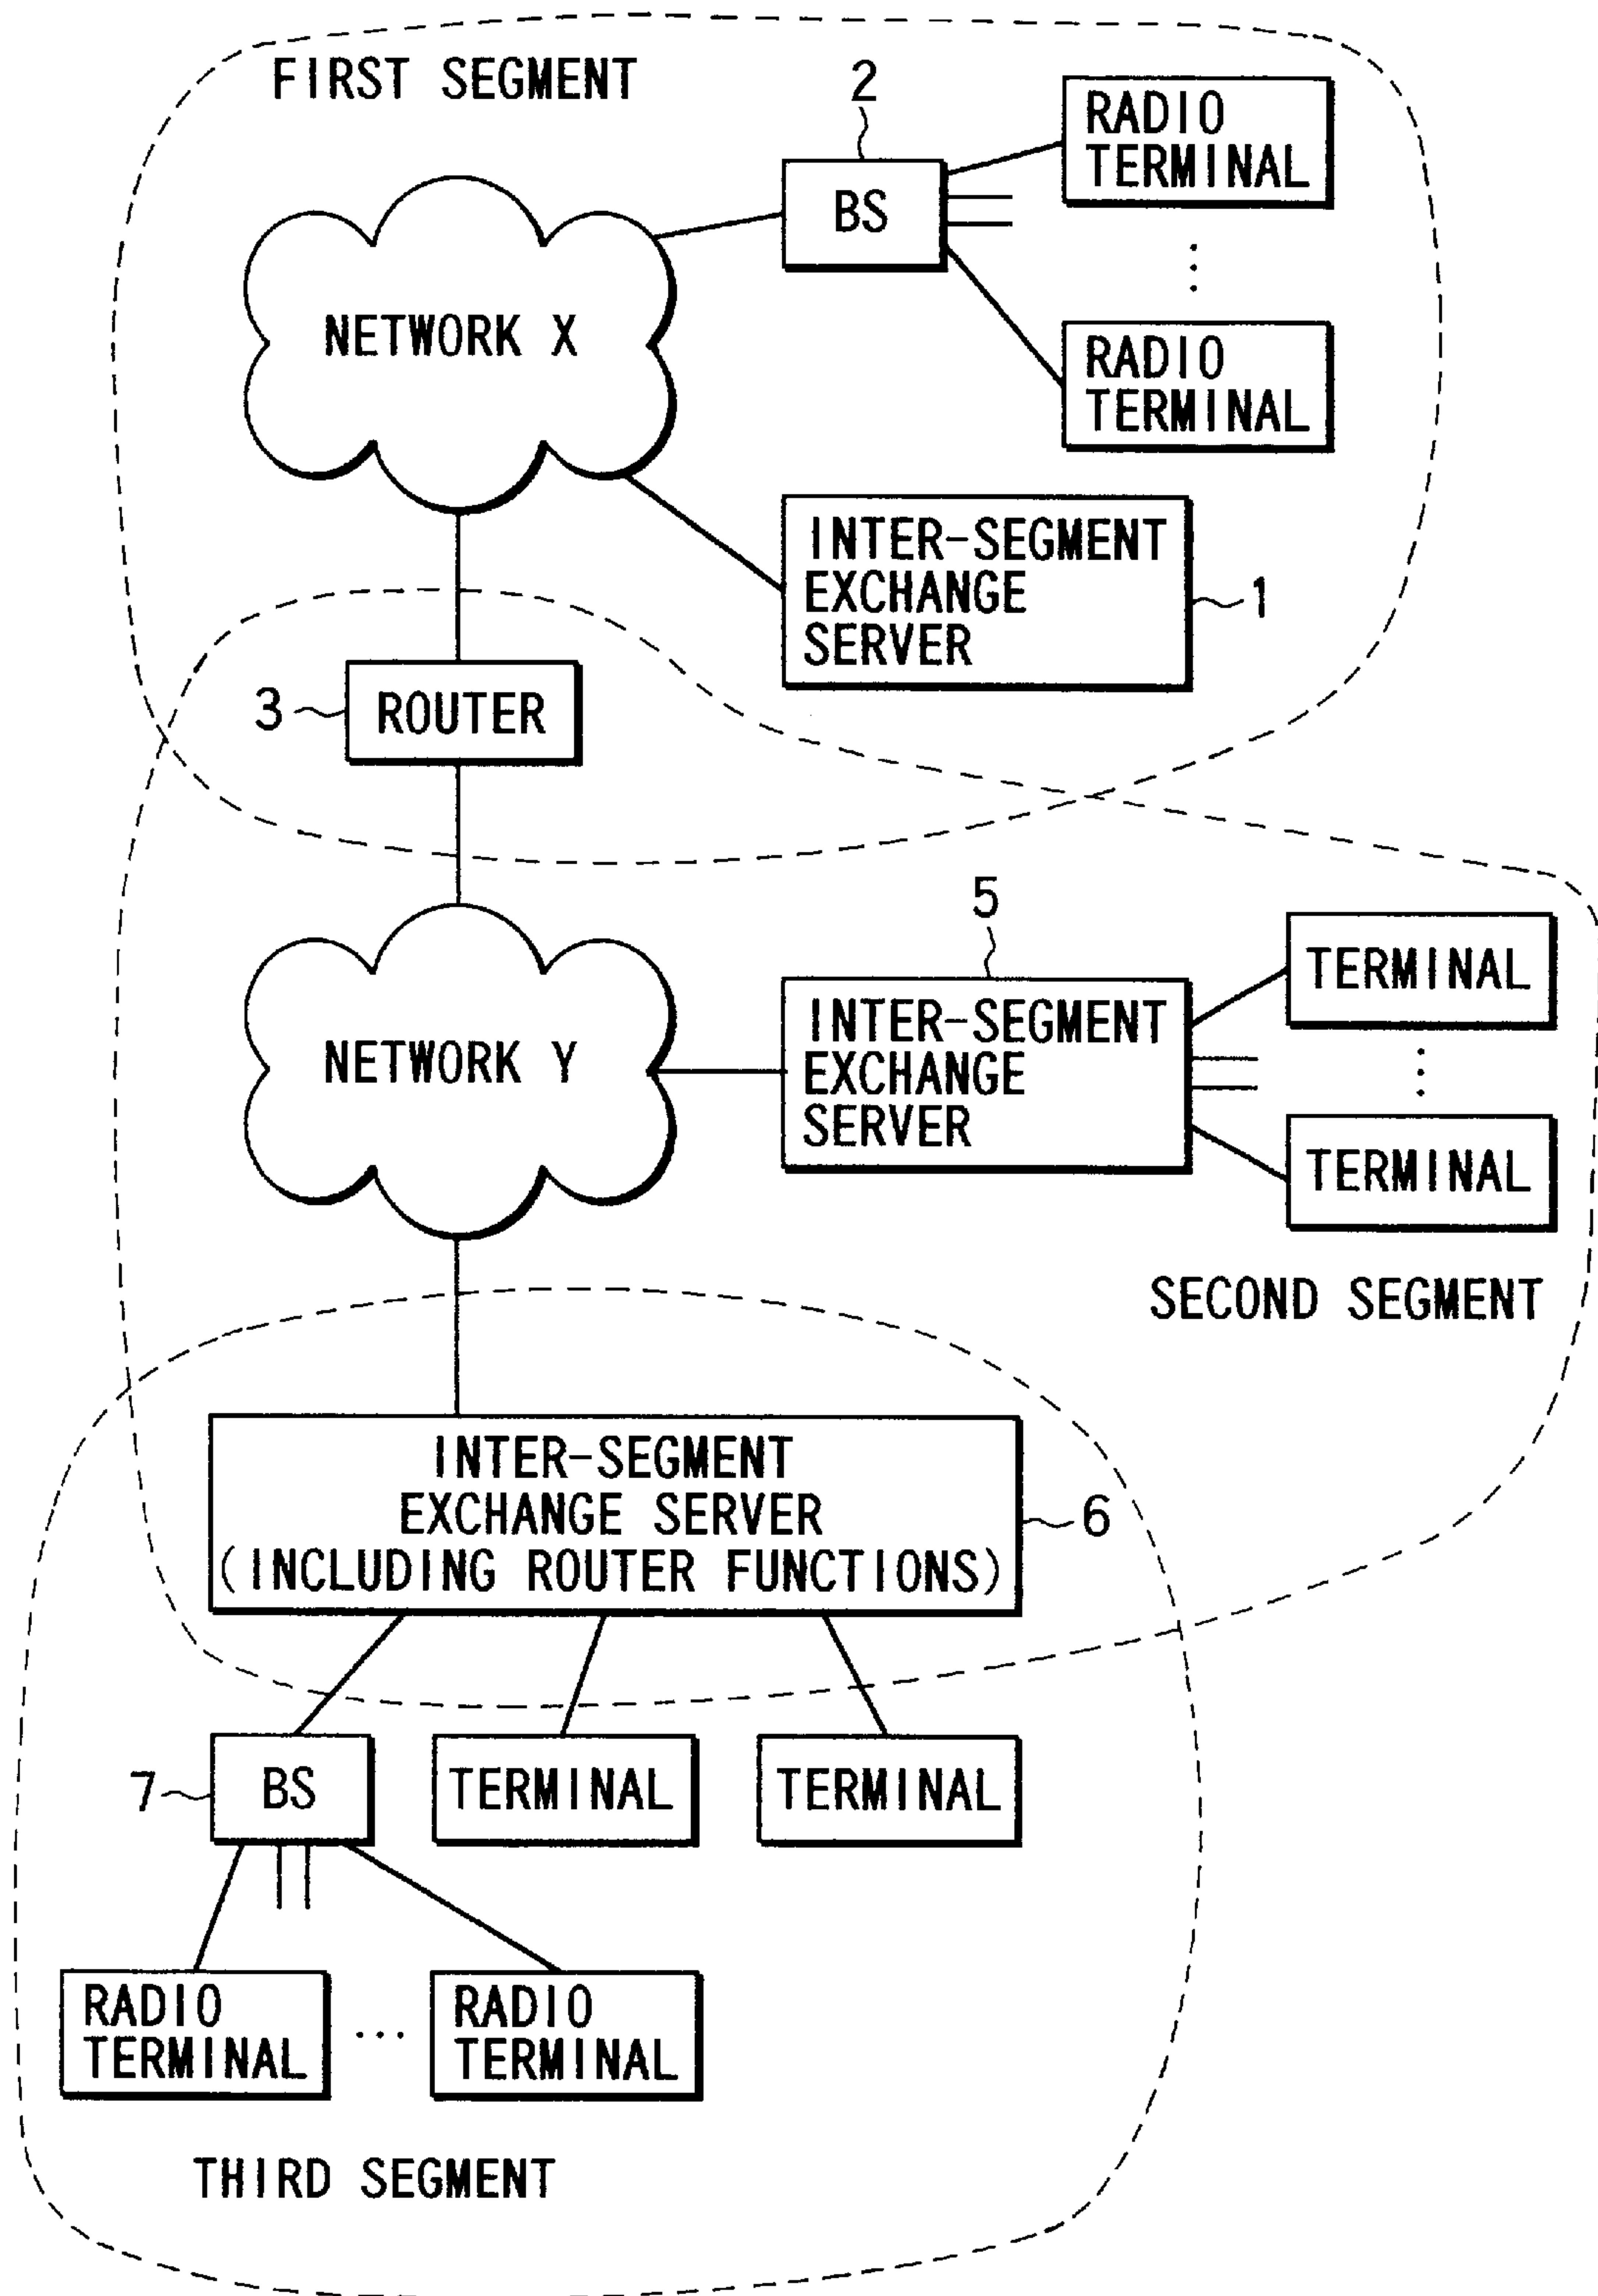 FIRST SEGMENT
2
RADIO
TERMINAL
BS
NETWORK X
RADIO
TERMINAL
INTER-SEGMENT
EXCHANGE
SERVER
1
3
ROUTER
5
TERMINAL
INTER-SEGMENT
EXCHANGE
SERVER
NETWORK Y
TERMINAL
SECOND SEGMENT
INTER-SEGMENT
EXCHANGE SERVER
(INCLUDING ROUTER FUNCTIONS)
6
7
BS
TERMINAL
TERMINAL
RADIO
TERMINAL
RADIO
TERMINAL
THIRD SEGMENT